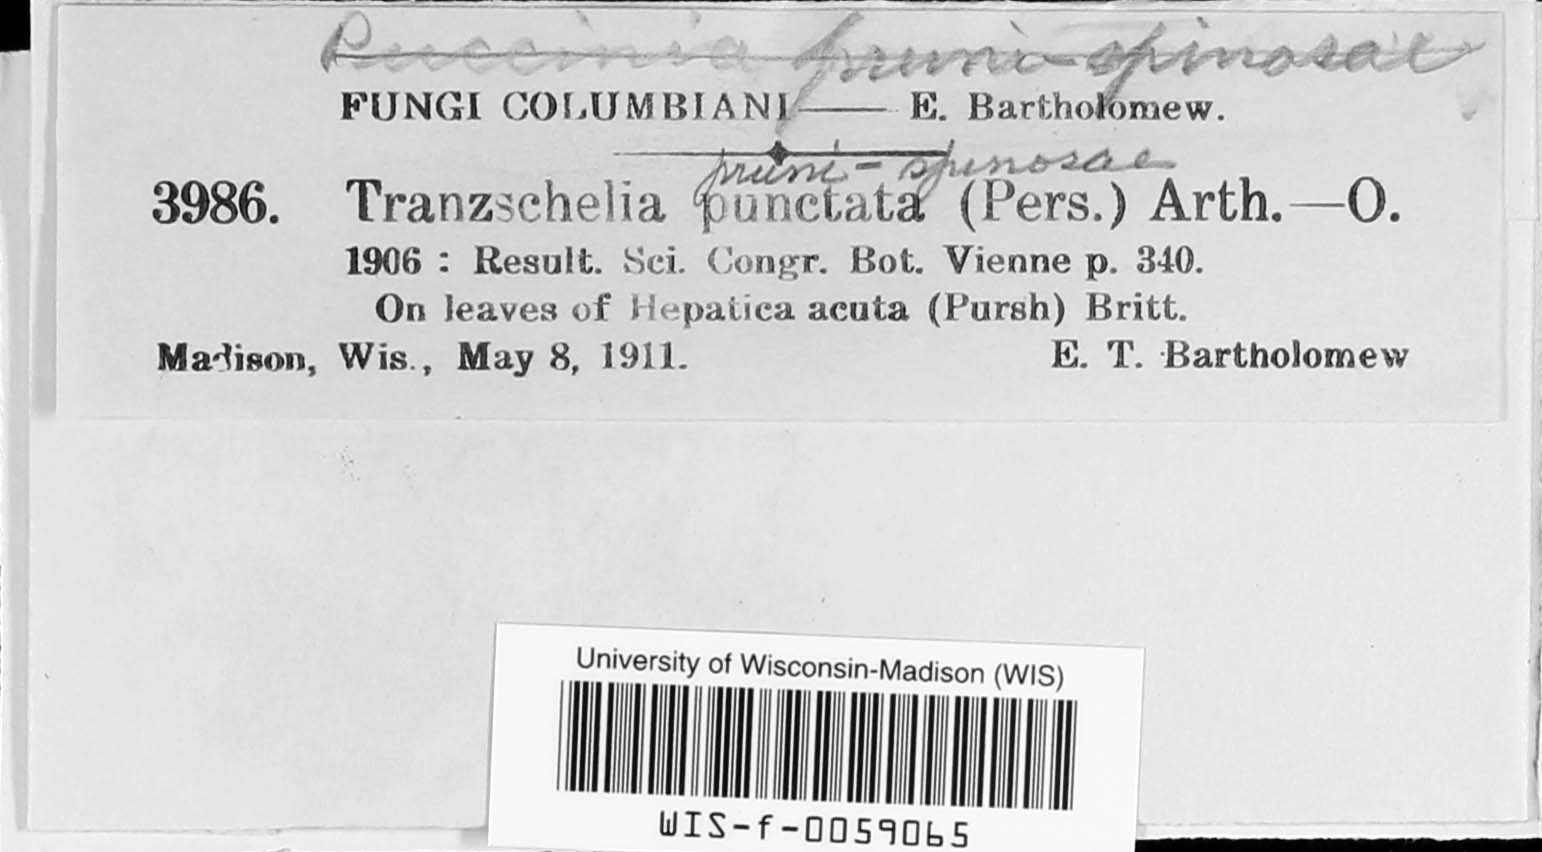 Puccinia pruni-spinosae
FUNGI COLUMBIANI — E. Bartholomew.
pruni-spinosae
3986. Tranzschelia punctata (Pers.) Arth.—O.
1906 : Result. Sci. Congr. Bot. Vienne p. 340.
On leaves of Hepatica acuta (Pursh) Britt.
Madison, Wis., May 8, 1911. E. T. Bartholomew
University of Wisconsin-Madison (WIS)
WIS-f-0059065